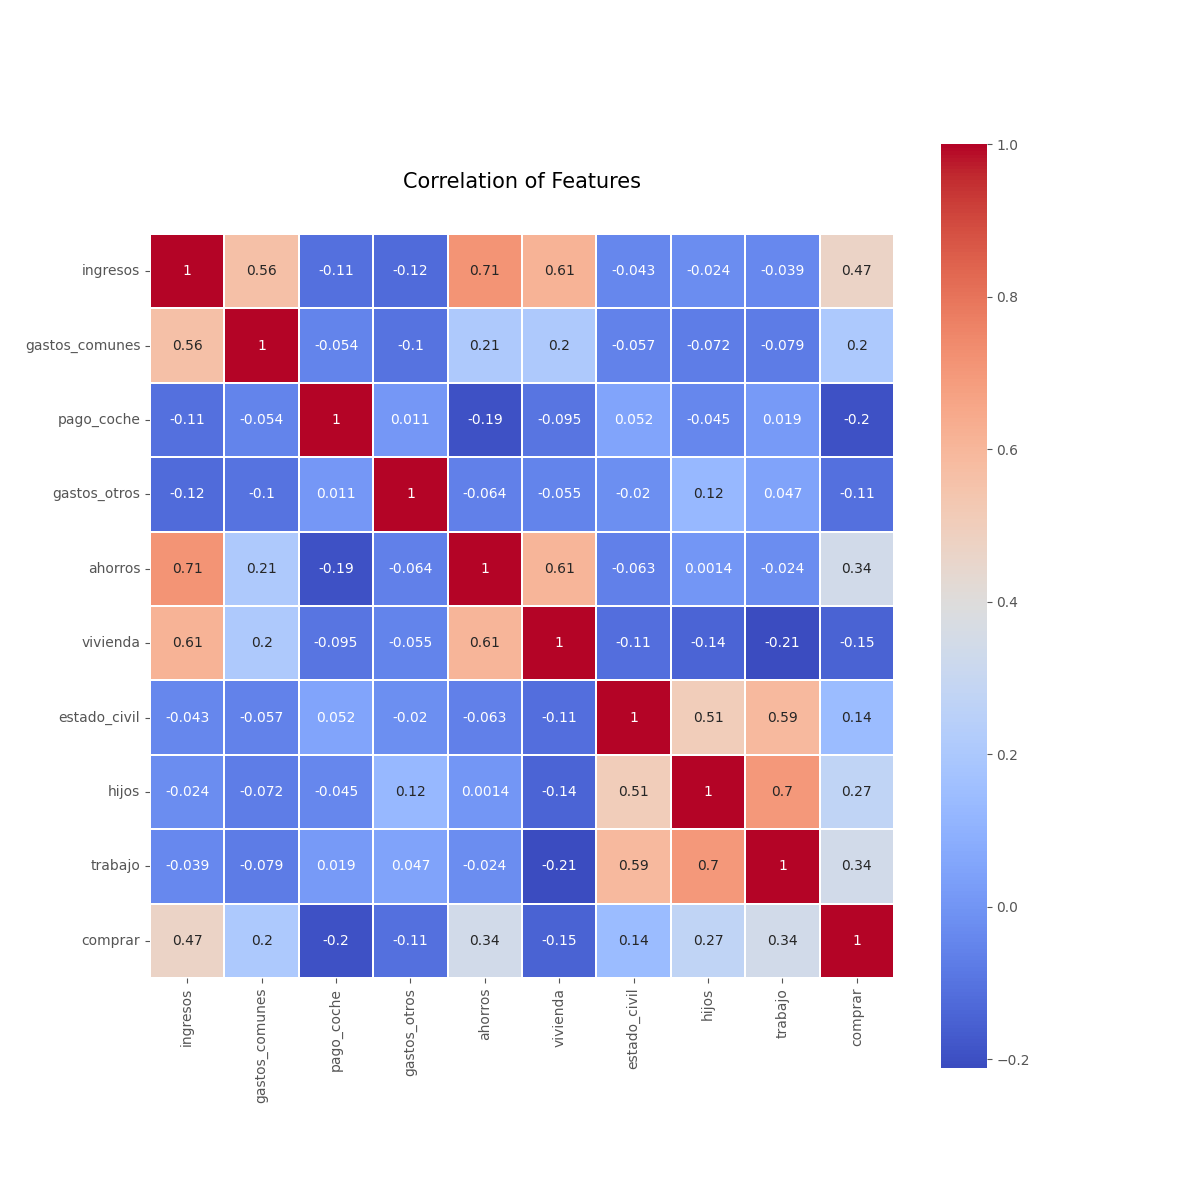 Correlation of Features
ingresos 1 0.56 -0.11 -0.12 0.71 0.61 -0.043 -0.024 -0.039 0.47
gastos_comunes 0.56 1 -0.054 -0.1 0.21 0.2 -0.057 -0.072 -0.079 0.2
pago_coche -0.11 -0.054 1 0.011 -0.19 -0.095 0.052 -0.045 0.019 -0.2
gastos_otros -0.12 -0.1 0.011 1 -0.064 -0.055 -0.02 0.12 0.047 -0.11
ahorros 0.71 0.21 -0.19 -0.064 1 0.61 -0.063 0.0014 -0.024 0.34
vivienda 0.61 0.2 -0.095 -0.055 0.61 1 -0.11 -0.14 -0.21 -0.15
estado_civil -0.043 -0.057 0.052 -0.02 -0.063 -0.11 1 0.51 0.59 0.14
hijos -0.024 -0.072 -0.045 0.12 0.0014 -0.14 0.51 1 0.7 0.27
trabajo -0.039 -0.079 0.019 0.047 -0.024 -0.21 0.59 0.7 1 0.34
comprar 0.47 0.2 -0.2 -0.11 0.34 -0.15 0.14 0.27 0.34 1
ingresos gastos_comunes pago_coche gastos_otros ahorros vivienda estado_civil hijos trabajo comprar
1.0
0.8
0.6
0.4
0.2
0.0
−0.2